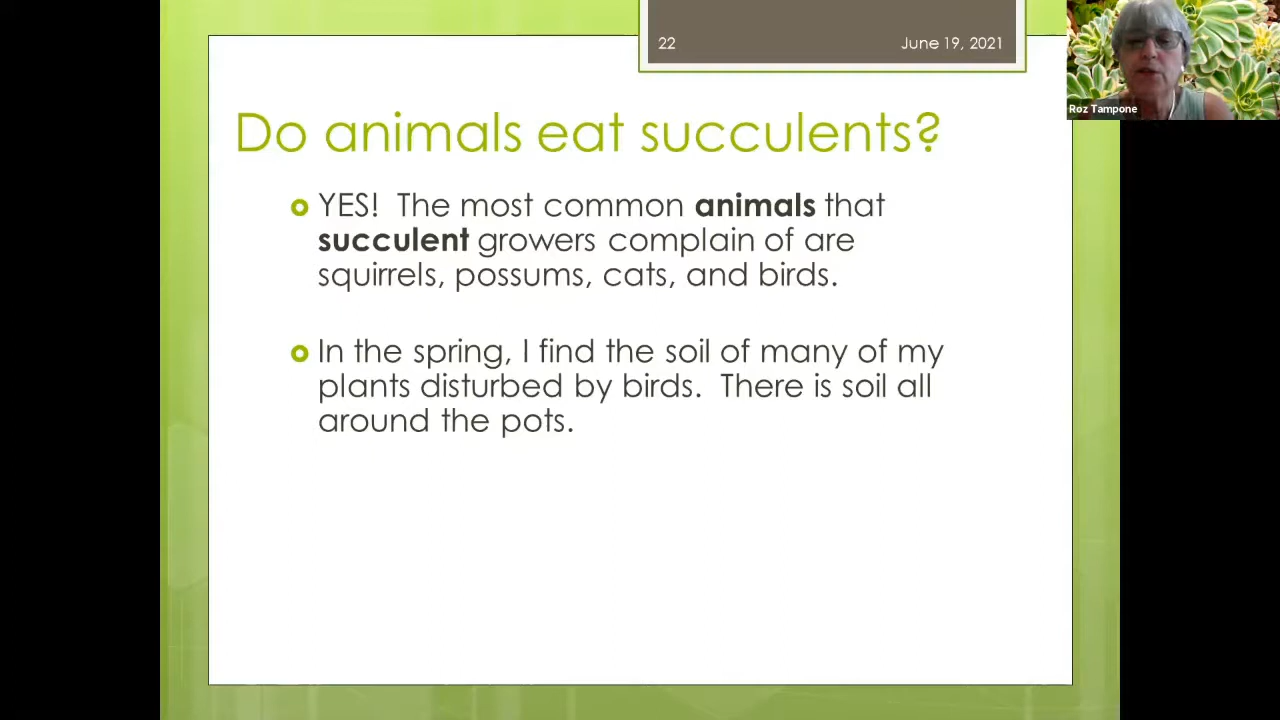 22
June 19, 2021
Roz Tampone
Do animals eat succulents?
YES!  The most common animals that
succulent growers complain of are
squirrels, possums, cats, and birds.
In the spring, I find the soil of many of my
plants disturbed by birds.  There is soil all
around the pots.